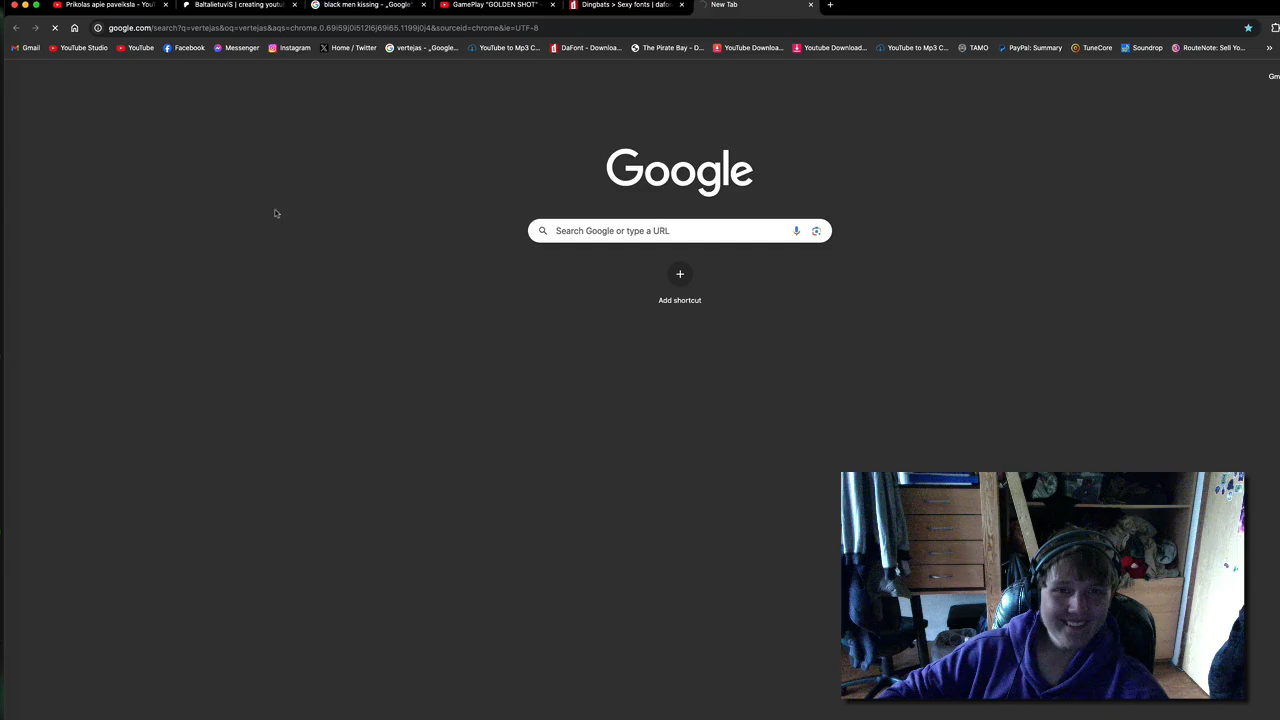 Prikolas apie paveiksla - You
BaltalietuviS | creating youtul
black men kissing - „Google"
GamePlay "GOLDEN SHOT" -
Dingbats > Sexy fonts | dafor
New Tab
google.com/search?q=vertejas&oq=vertejas&aqs=chrome.0.69i59j0i512l6j69i65.1199j0j4&sourceid=chrome&ie=UTF-8
Gmail YouTube Studio YouTube Facebook Messenger Instagram Home / Twitter vertejas - „Google... YouTube to Mp3 C... DaFont - Downloa... The Pirate Bay - D... YouTube Downloa... Youtube Download... YouTube to Mp3 C... TAMO PayPal: Summary TuneCore Soundrop RouteNote: Sell Yo... »
Gm
Google
Search Google or type a URL
Add shortcut